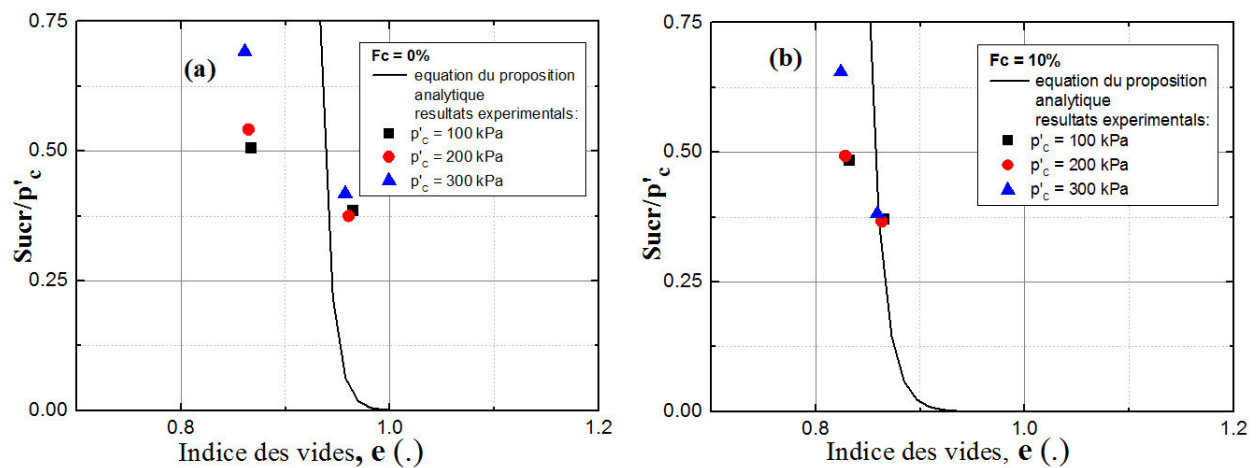 0.75
0.50
0.25
0.00
Sucr/p'c
(a)
Fc = 0%
equation du proposition
analytique
resultats experimentals:
p'c = 100 kPa
p'c = 200 kPa
p'c = 300 kPa
0.8
1.0
1.2
Indice des vides, e (.)
0.75
0.50
0.25
0.00
Sucr/p'c
(b)
Fc = 10%
equation du proposition
analytique
resultats experimentals:
p'c = 100 kPa
p'c = 200 kPa
p'c = 300 kPa
0.8
1.0
1.2
Indice des vides, e (.)